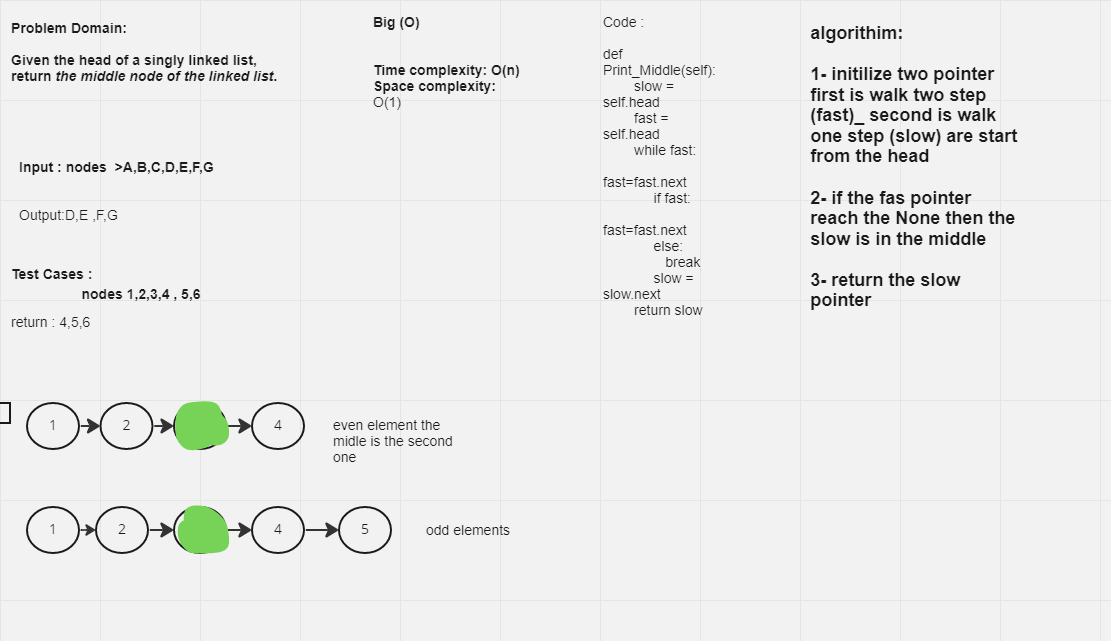 Problem Domain:
Given the head of a singly linked list,
return the middle node of the linked list.
Input : nodes  >A,B,C,D,E,F,G
Output:D,E ,F,G
Test Cases :
nodes 1,2,3,4 , 5,6
return : 4,5,6
Big (O)
Time complexity: O(n)
Space complexity:
O(1)
Code :
def
Print_Middle(self):
slow =
self.head
fast =
self.head
while fast:
fast=fast.next
if fast:
fast=fast.next
else:
break
slow =
slow.next
return slow
algorithim:
1- initilize two pointer
first is walk two step
(fast)_ second is walk
one step (slow) are start
from the head
2- if the fas pointer
reach the None then the
slow is in the middle
3- return the slow
pointer
1 2 4
even element the
midle is the second
one
1 2 4 5
odd elements